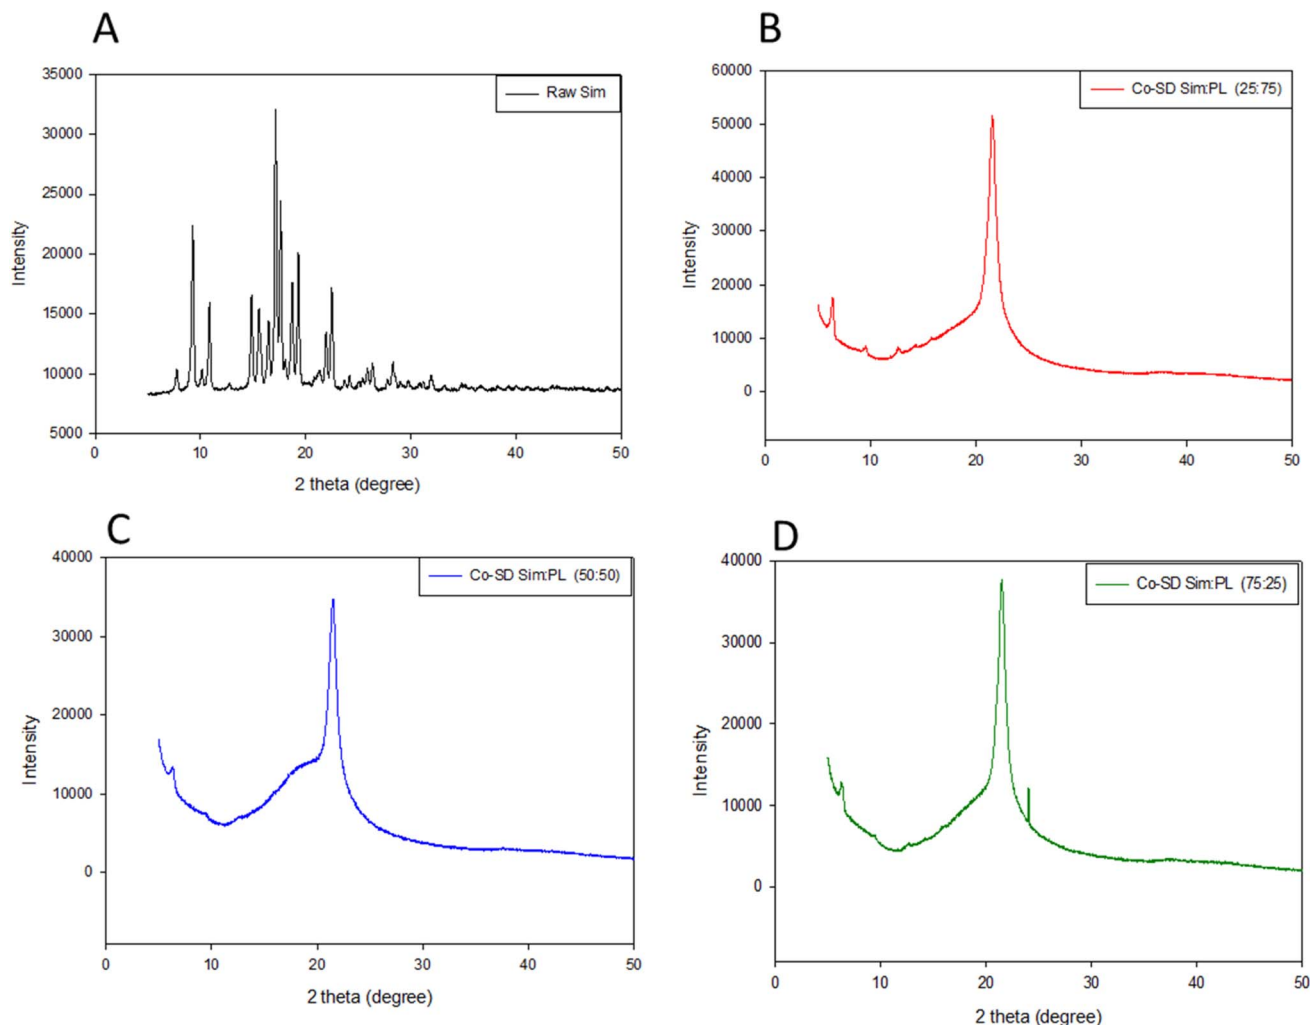 A
35000
30000
25000
20000
15000
10000
5000
Intensity
0 10 20 30 40 50
2 theta (degree)
Raw Sim
B
60000
50000
40000
30000
20000
10000
0
Intensity
0 10 20 30 40 50
Co-SD Sim:PL (25:75)
C
40000
30000
20000
10000
0
Intensity
0 10 20 30 40 50
2 theta (degree)
Co-SD Sim:PL (50:50)
D
40000
30000
20000
10000
0
Intensity
0 10 20 30 40 50
2 theta (degree)
Co-SD Sim:PL (75:25)